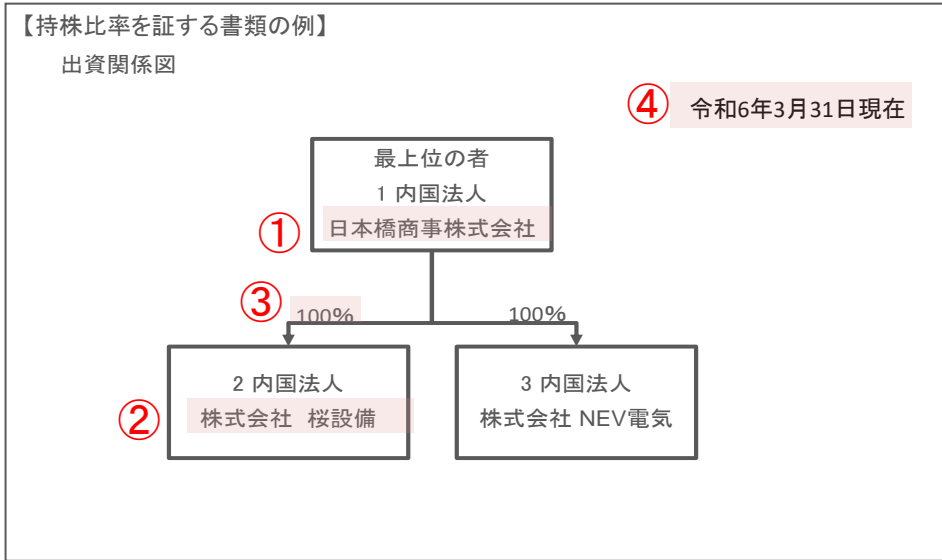 【持株比率を証する書類の例】
出資関係図
④ 令和6年3月31日現在
最上位の者
1 内国法人
① 日本橋商事株式会社
③ 100% 100%
2 内国法人
② 株式会社 桜設備
3 内国法人
株式会社 NEV電気